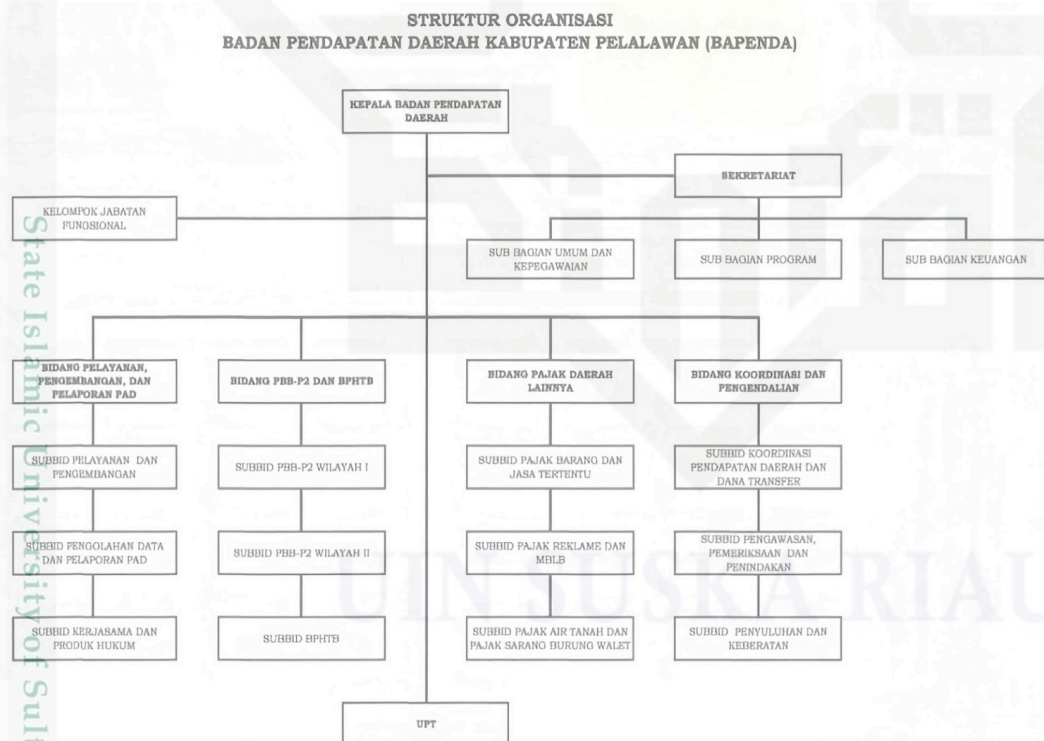 STRUKTUR ORGANISASI
BADAN PENDAPATAN DAERAH KABUPATEN PELALAWAN (BAPENDA)
KEPALA BADAN PENDAPATAN
DAERAH
SEKRETARIAT
KELOMPOK JABATAN
FUNGSIONAL
SUB BAGIAN UMUM DAN
KEPEGAWAIAN
SUB BAGIAN PROGRAM
SUB BAGIAN KEUANGAN
BIDANG PELAYANAN,
PENGEMBANGAN, DAN
PELAPORAN PAD
BIDANG PBB-P2 DAN BPHTB
BIDANG PAJAK DAERAH
LAINNYA
BIDANG KOORDINASI DAN
PENGENDALIAN
SUBBID PELAYANAN DAN
PENGEMBANGAN
SUBBID PBB-P2 WILAYAH I
SUBBID PAJAK BARANG DAN
JASA TERTENTU
SUBBID KOORDINASI
PENDAPATAN DAERAH DAN
DANA TRANSFER
SUBBID PENGOLAHAN DATA
DAN PELAPORAN PAD
SUBBID PBB-P2 WILAYAH II
SUBBID PAJAK REKLAME DAN
MBLB
SUBBID PENGAWASAN,
PEMERIKSAAN DAN
PENINDAKAN
SUBBID KERJASAMA DAN
PRODUK HUKUM
SUBBID BPHTB
SUBBID PAJAK AIR TANAH DAN
PAJAK SARANG BURUNG WALET
SUBBID PENYULUHAN DAN
KEBERATAN
UPT
State Islamic University of Sult
UIN SUSKA RIAU